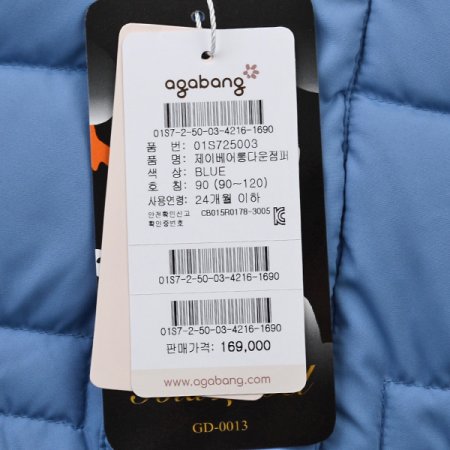 agabang
01S7-2-50-03-4216-1690
품 번: 01S725003
품 명: 제이베어롱다운점퍼
색 상: BLUE
호 칭: 90 (90~120)
사용연령: 24개월 이하
안전확인신고 확인증번호 CB015R0178-3005
01S7-2-50-03-4216-1690
01S7-2-50-03-4216-1690
판매가격: 169,000
www.agabang.com
GD-0013